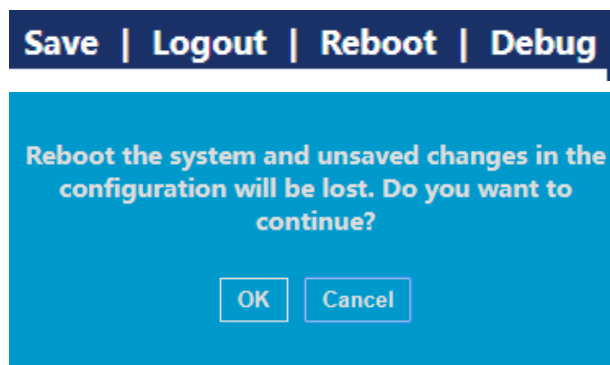 Save | Logout | Reboot | Debug
Reboot the system and unsaved changes in the
configuration will be lost. Do you want to
continue?
OK Cancel